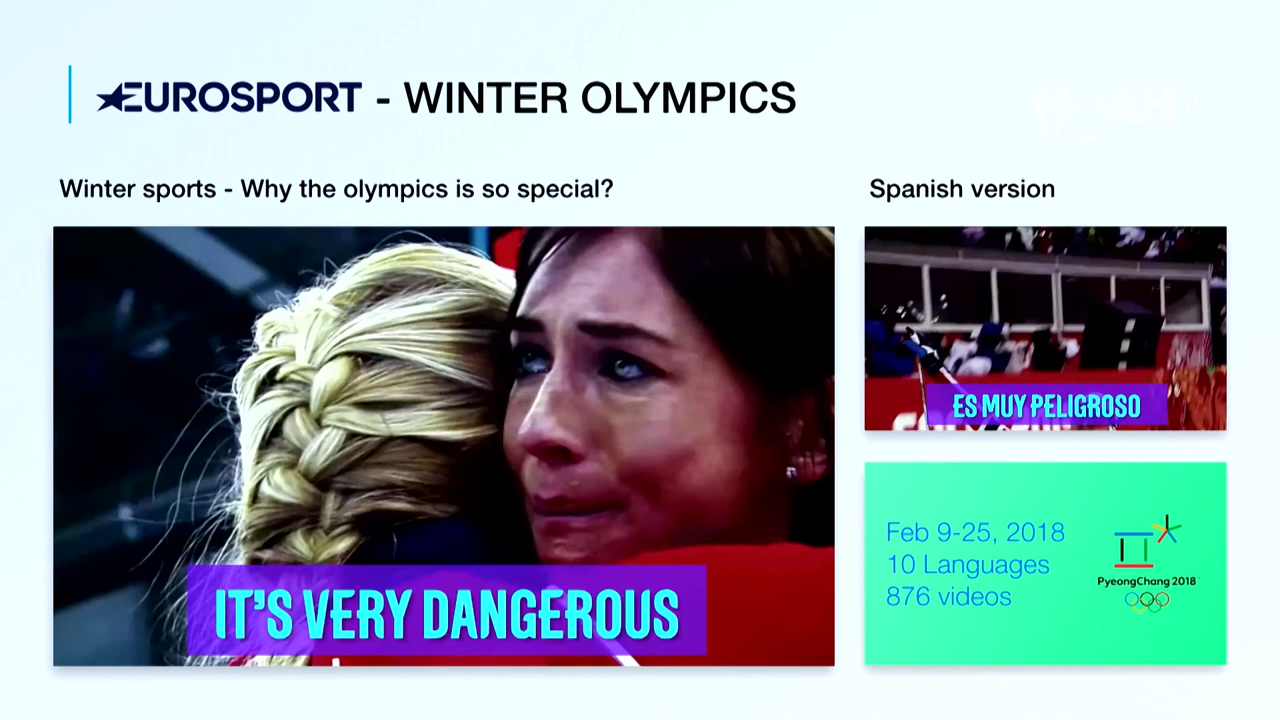 EUROSPORT - WINTER OLYMPICS
NOAH
Winter sports - Why the olympics is so special?
Spanish version
IT'S VERY DANGEROUS
ES MUY PELIGROSO
Feb 9-25, 2018
10 Languages
876 videos
PyeongChang 2018